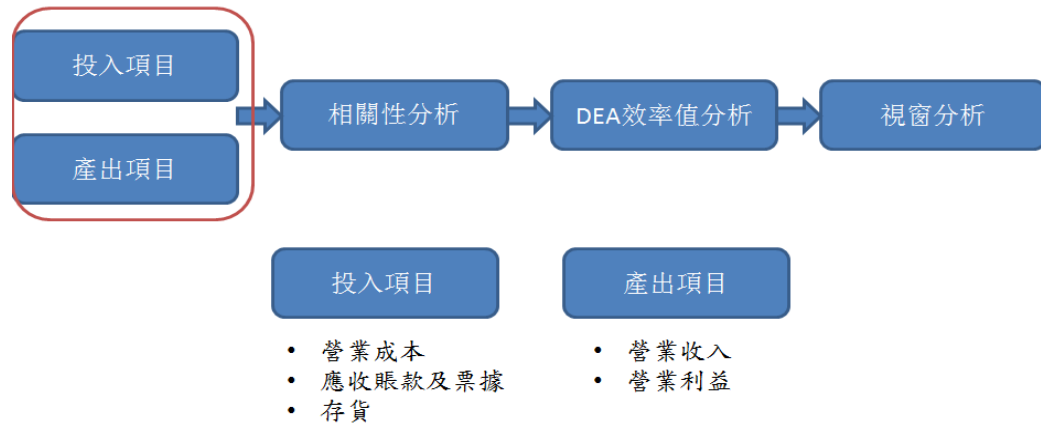 投入項目
產出項目
相關性分析
DEA效率值分析
視窗分析
投入項目
• 營業成本
• 應收賬款及票據
• 存貨
產出項目
• 營業收入
• 營業利益